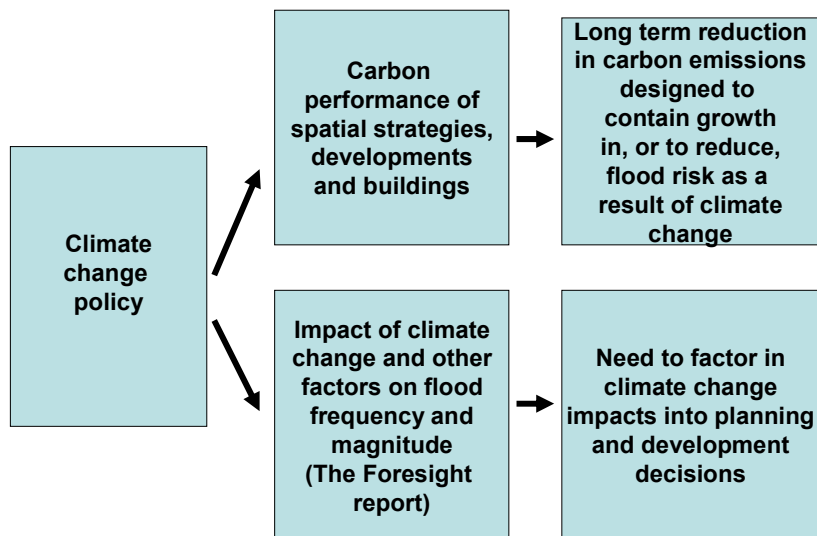 Climate
change
policy
Carbon
performance of
spatial strategies,
developments
and buildings
Long term reduction
in carbon emissions
designed to
contain growth
in, or to reduce,
flood risk as a
result of climate
change
Impact of climate
change and other
factors on flood
frequency and
magnitude
(The Foresight
report)
Need to factor in
climate change
impacts into planning
and development
decisions